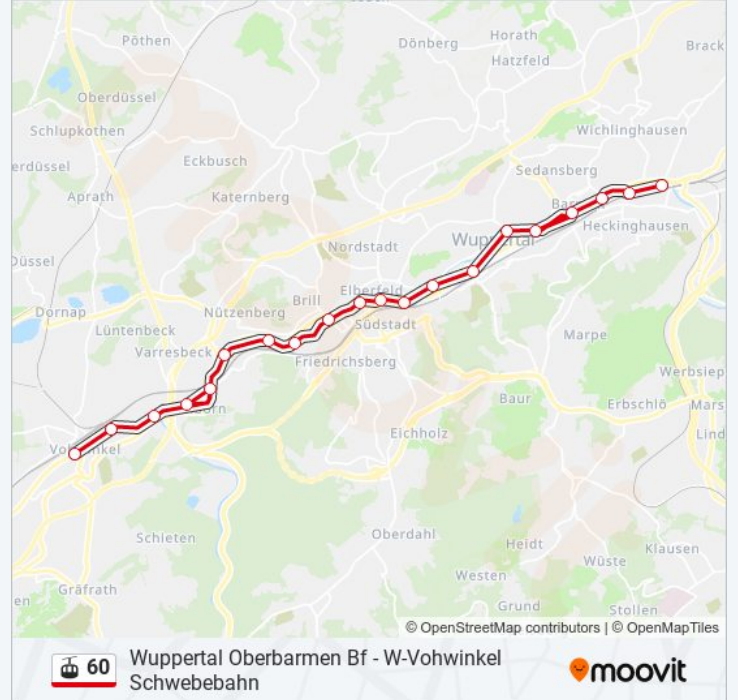 Pöthen
Horath
Dönberg
Brack
Hatzfeld
Oberdüssel
Schlupkothen
Wichlinghausen
erdüssel
Eckbusch
Sedansberg
Aprath
Katernberg
Heckinghausen
Wuppertal
Nordstadt
Düssel
Elberfeld
Brill
Dornap
Nützenberg
Südstadt
Lüntenbeck
Marpe
Varresbeck
Friedrichsberg
Werbsiep
Baur
Erbschlö
Mars
Eichholz
Lind
Vohwinkel
Schieten
Oberdahl
Heidt
Klausen
Wüste
Westen
Gräfrath
en
Grund
Stollen
© OpenStreetMap contributors | © OpenMapTiles
60
Wuppertal Oberbarmen Bf - W-Vohwinkel
Schwebebahn
moovit